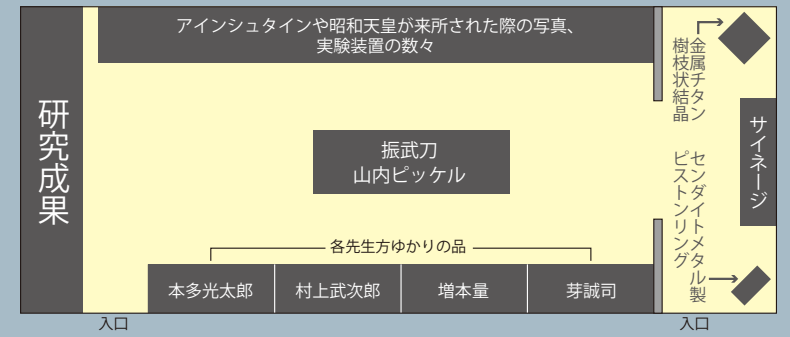 アインシュタインや昭和天皇が来所された際の写真、
実験装置の数々
研究成果
振武刀
山内ピッケル
金属チタン
樹枝状結晶
サイネージ
センダイトメタル製
ピストンリング
各先生方ゆかりの品
本多光太郎
村上武次郎
増本量
芽誠司
入口
入口